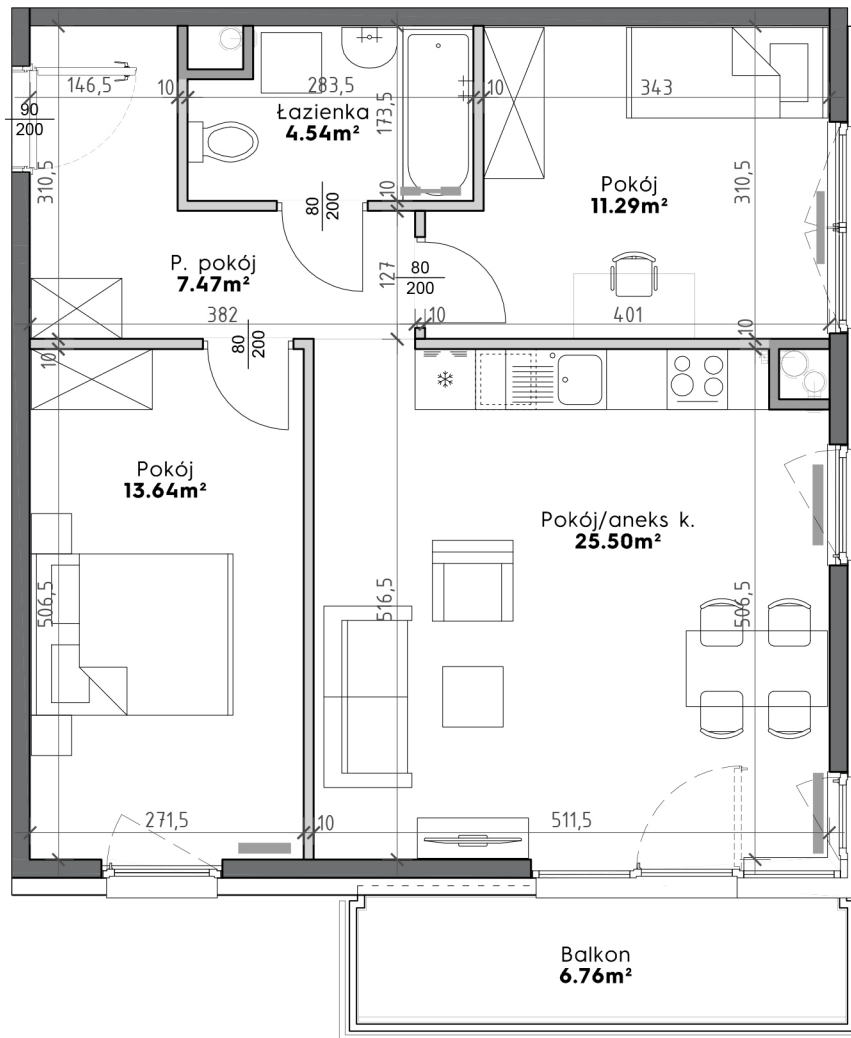 146,5
10
283,5
10
343
90
200
Łazienka
4.54m²
173,5
310,5
10
80
200
Pokój
11.29m²
310,5
P. pokój
7.47m²
127
80
200
382
10
401
10
80
200
10
Pokój
13.64m²
Pokój/aneks k.
25.50m²
506,5
516,5
506,5
271,5
10
511,5
Balkon
6.76m²